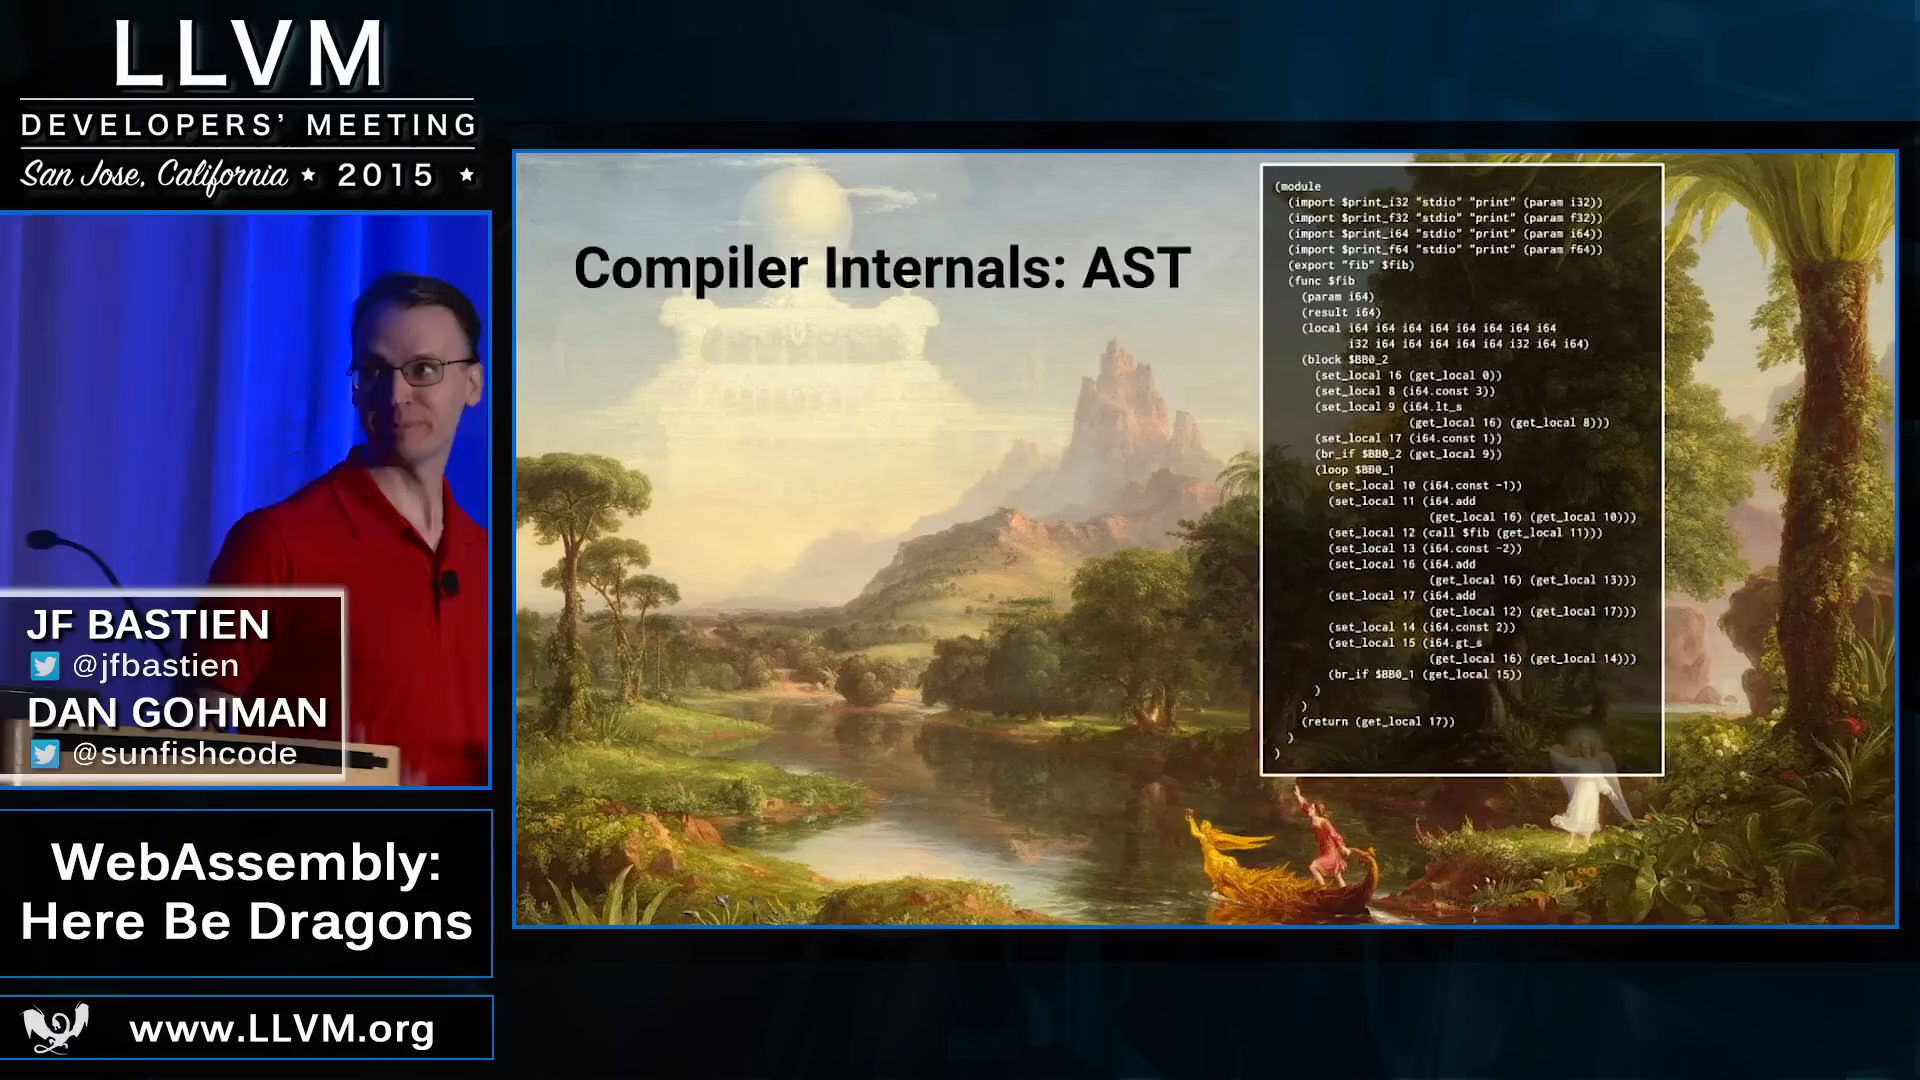 LLVM
DEVELOPERS' MEETING
San Jose, California ★ 2015 ★
JF BASTIEN
@jfbastien
DAN GOHMAN
@sunfishcode
WebAssembly:
Here Be Dragons
www.LLVM.org
Compiler Internals: AST
(module
(import $print_i32 "stdio" "print" (param i32))
(import $print_f32 "stdio" "print" (param f32))
(import $print_i64 "stdio" "print" (param i64))
(import $print_f64 "stdio" "print" (param f64))
(export "fib" $fib)
(func $fib
(param i64)
(result i64)
(local i64 i64 i64 i64 i64 i64 i64 i64
i32 i64 i64 i64 i64 i64 i32 i64 i64)
(block $BB0_2
(set_local 16 (get_local 0))
(set_local 8 (i64.const 3))
(set_local 9 (i64.lt_s
(get_local 16) (get_local 8)))
(set_local 17 (i64.const 1))
(br_if $BB0_2 (get_local 9))
(loop $BB0_1
(set_local 10 (i64.const -1))
(set_local 11 (i64.add
(get_local 16) (get_local 10)))
(set_local 12 (call $fib (get_local 11)))
(set_local 13 (i64.const -2))
(set_local 16 (i64.add
(get_local 16) (get_local 13)))
(set_local 17 (i64.add
(get_local 12) (get_local 17)))
(set_local 14 (i64.const 2))
(set_local 15 (i64.gt_s
(get_local 16) (get_local 14)))
(br_if $BB0_1 (get_local 15))
)
)
(return (get_local 17))
)
)